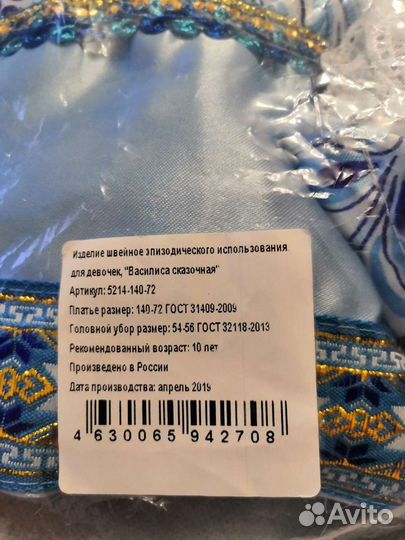 Изделие швейное эпизодического использования
для девочек, "Василиса сказочная"
Артикул: 5214-140-72
Платье размер: 140-72 ГОСТ 31409-2009
Головной убор размер: 54-56 ГОСТ 32118-2013
Рекомендованный возраст: 10 лет
Произведено в России
Дата производства: апрель 2019
4 630065 942708
Avito